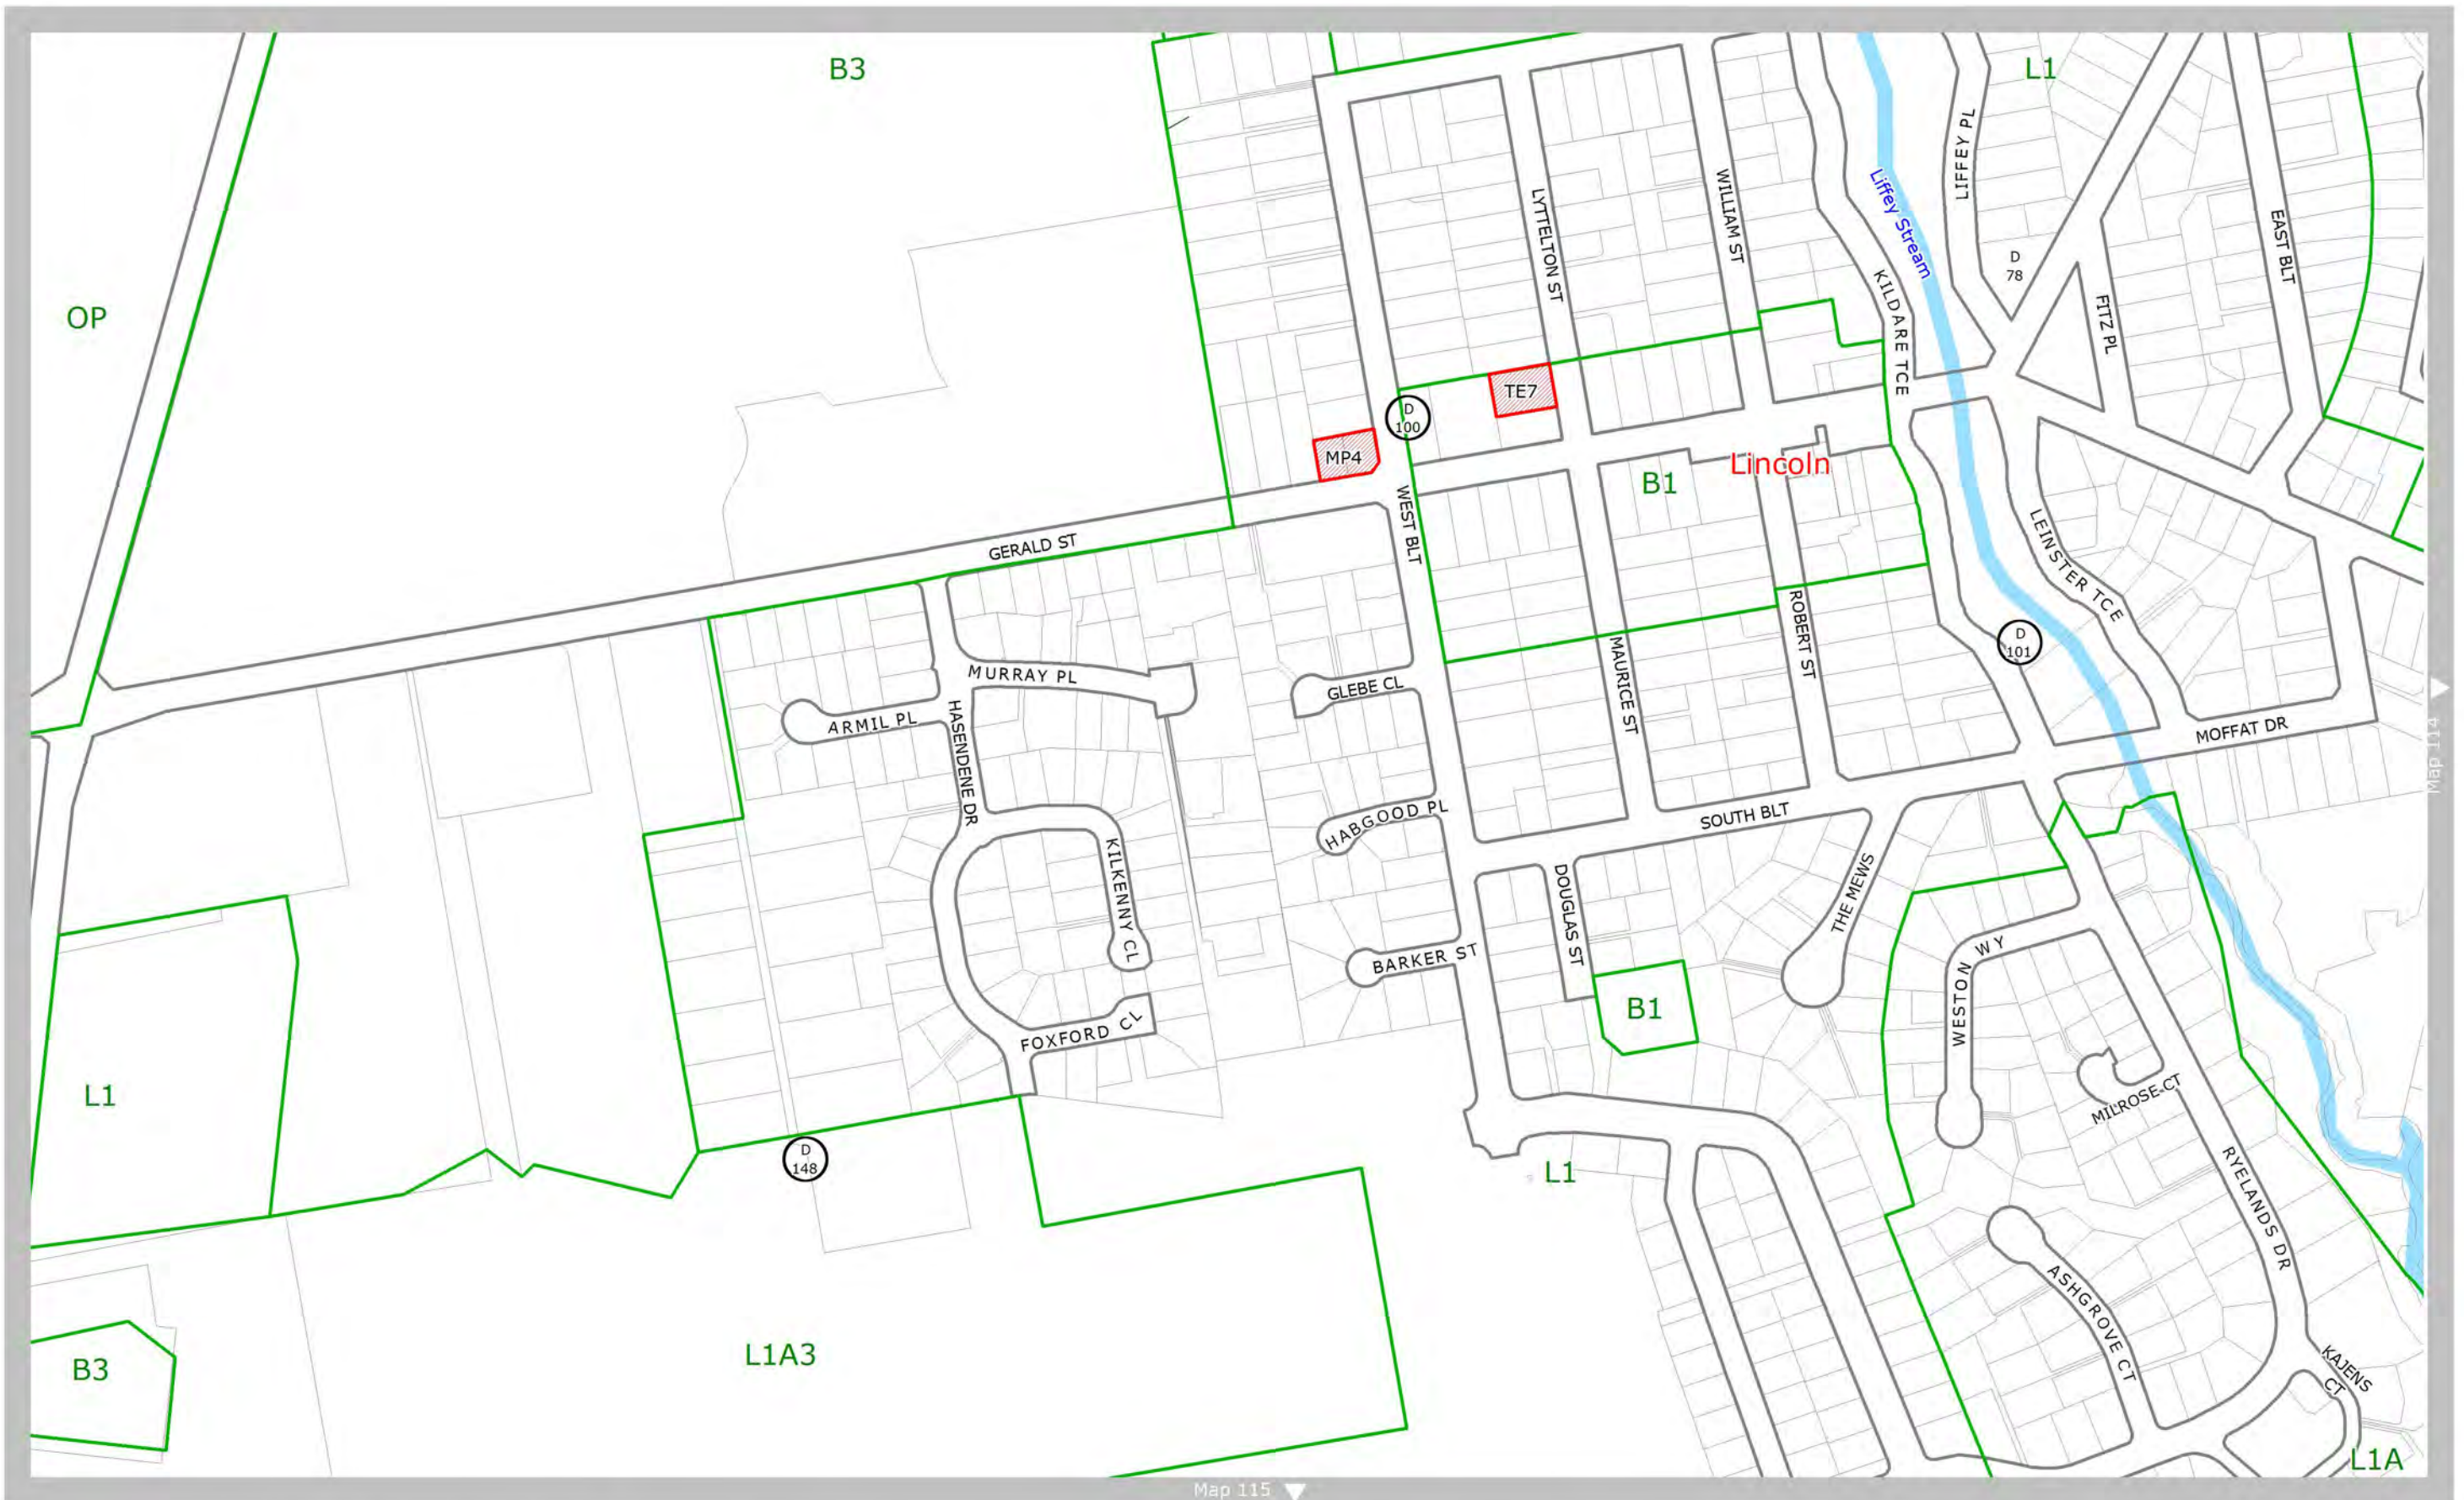 B3
L1
OP
LYTTELTON ST
WILLIAM ST
Liffey Stream
LIFFEY PL
KILDARE TCE
D
78
FITZ PL
EAST BLT
TE7
D
100
MP4
Lincoln
B1
WEST BLT
GERALD ST
LEINSTER TCE
ROBERT ST
MAURICE ST
D
101
MURRAY PL
GLEBE CL
ARMIL PL
HASENDENE DR
MOFFAT DR
Map 114
HABGOOD PL
SOUTH BLT
KILKENNY CL
DOUGLAS ST
THE MEWS
BARKER ST
WESTON WY
B1
FOXFORD CL
L1
MILROSE CT
D
148
L1
RYELANDS DR
ASHGROVE CT
L1A3
B3
KAJENS
CT
L1A
Map 115